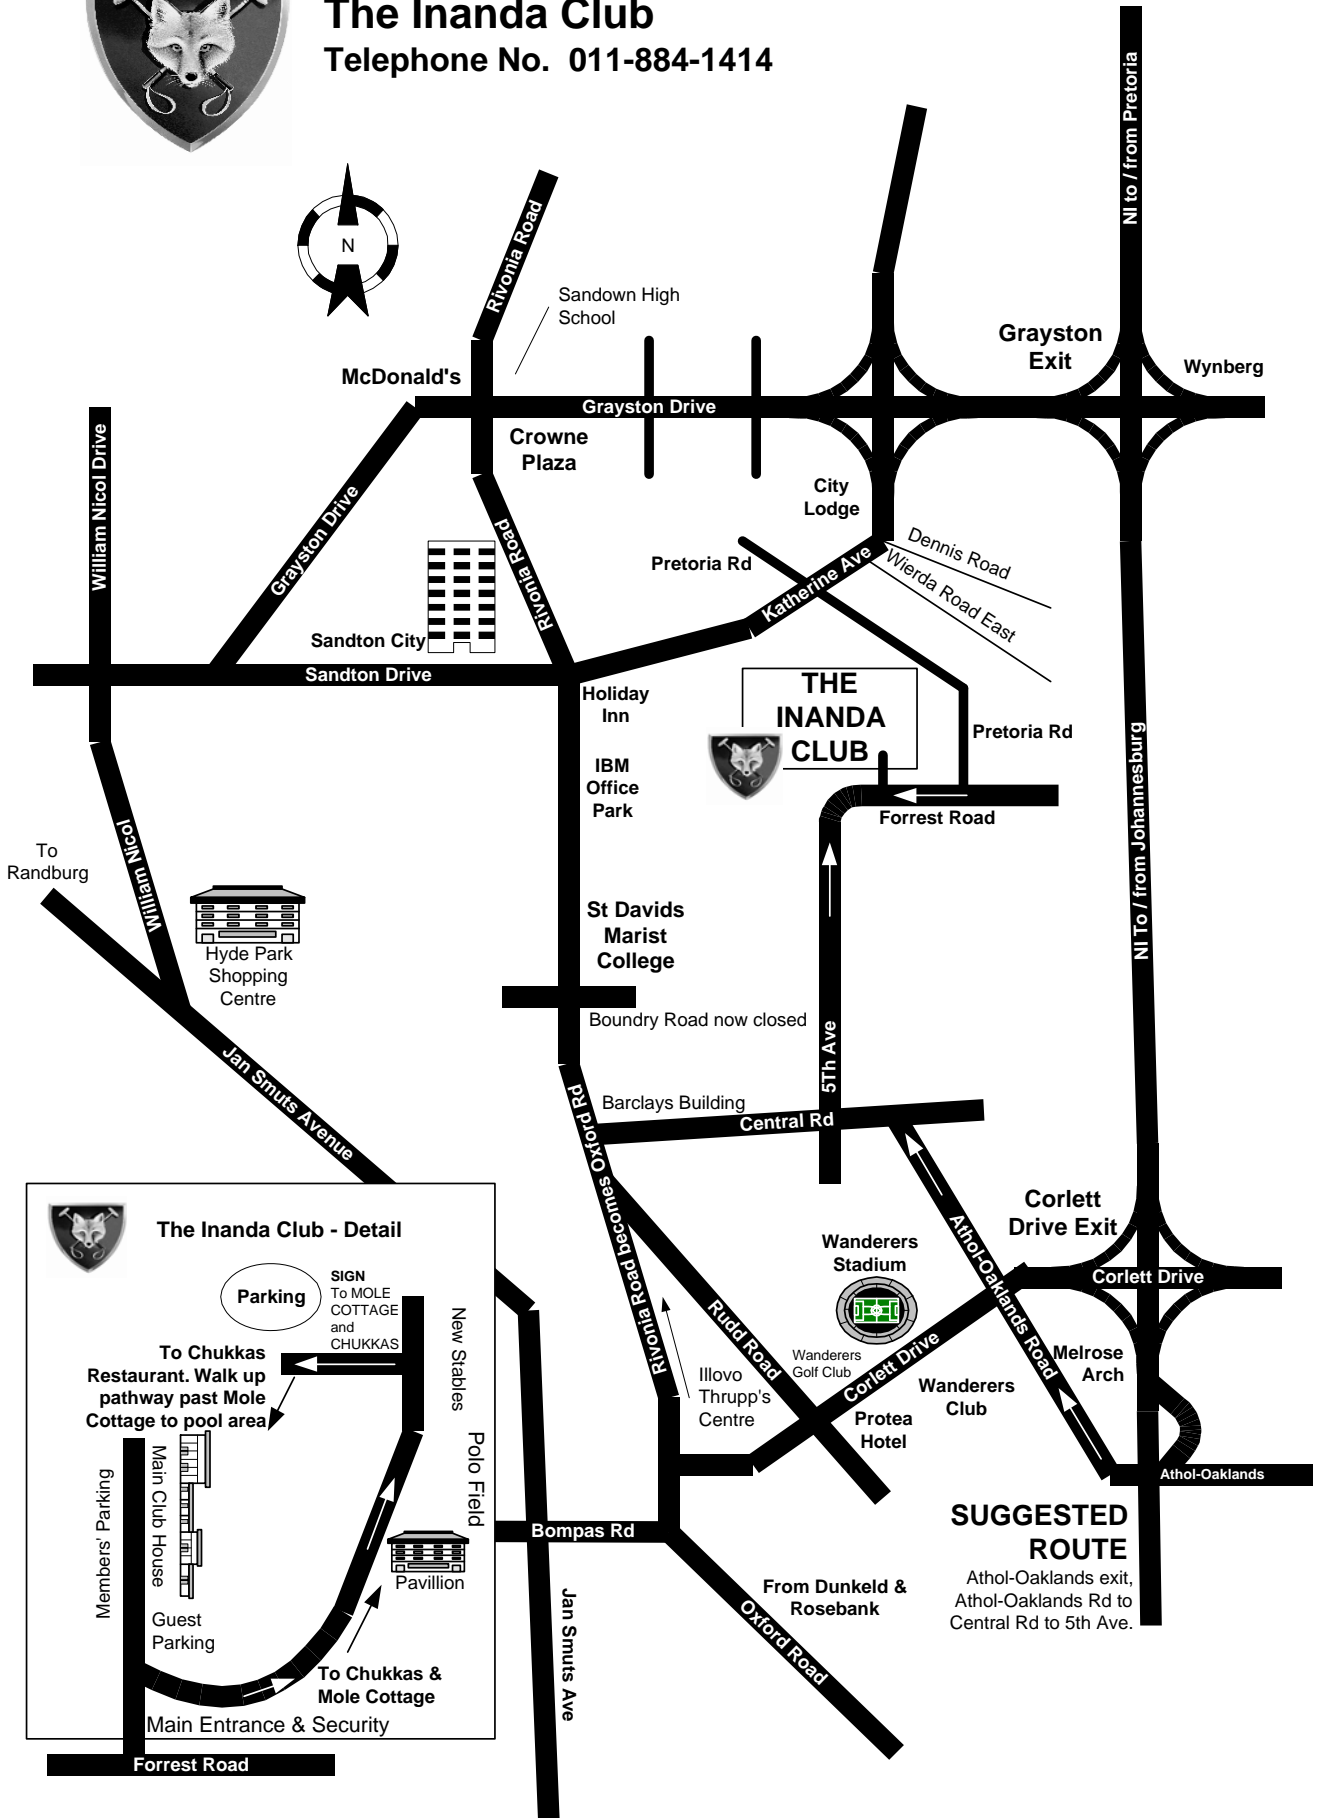 The Inanda Club
Telephone No.  011-884-1414
NI to / from Pretoria
N
Rivonia Road
Sandown High
School
Grayston
Exit
Wynberg
McDonald's
Grayston Drive
Crowne
Plaza
William Nicol Drive
Grayston Drive
City
Lodge
Rivonia Road
Pretoria Rd
Katherine Ave
Dennis Road
Wierda Road East
Sandton City
Sandton Drive
Holiday
Inn
THE
INANDA
CLUB
Pretoria Rd
IBM
Office
Park
Forrest Road
NI To / from Johannesburg
To
Randburg
William Nicol
Hyde Park
Shopping
Centre
St Davids
Marist
College
Boundry Road now closed
5Th Ave
Jan Smuts Avenue
Barclays Building
Central Rd
Rivonia Road becomes Oxford Rd
Corlett
Drive Exit
Corlett Drive
Athol-Oaklands Road
Wanderers
Stadium
Rudd Road
Wanderers
Golf Club
Corlett Drive
Melrose
Arch
Illovo
Thrupp's
Centre
Wanderers
Club
Protea
Hotel
Athol-Oaklands
SUGGESTED
ROUTE
Athol-Oaklands exit,
Athol-Oaklands Rd to
Central Rd to 5th Ave.
Bompas Rd
From Dunkeld &
Rosebank
Oxford Road
Jan Smuts Ave
The Inanda Club - Detail
Parking
SIGN
To MOLE
COTTAGE
and
CHUKKAS
New Stables
To Chukkas
Restaurant. Walk up
pathway past Mole
Cottage to pool area
Members' Parking
Main Club House
Polo Field
Pavillion
Guest
Parking
To Chukkas &
Mole Cottage
Main Entrance & Security
Forrest Road